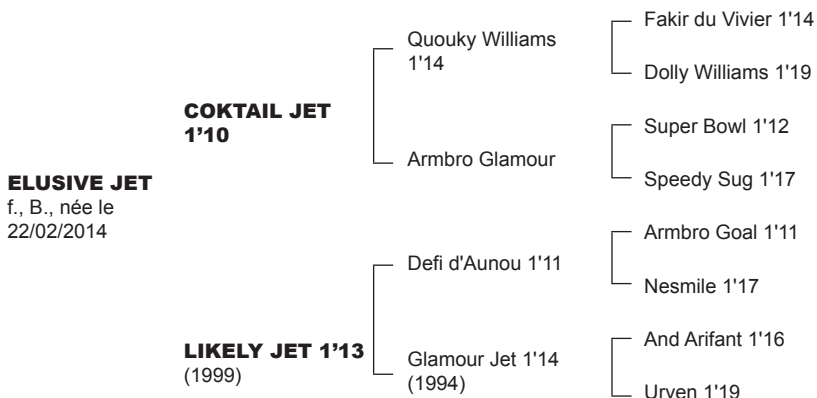 ELUSIVE JET
f., B., née le
22/02/2014
COKTAIL JET
1’10
Quouky Williams
1'14
Fakir du Vivier 1'14
Dolly Williams 1'19
Armbro Glamour
Super Bowl 1'12
Speedy Sug 1'17
LIKELY JET 1’13
(1999)
Defi d'Aunou 1'11
Armbro Goal 1'11
Nesmile 1'17
Glamour Jet 1'14
(1994)
And Arifant 1'16
Urven 1'19